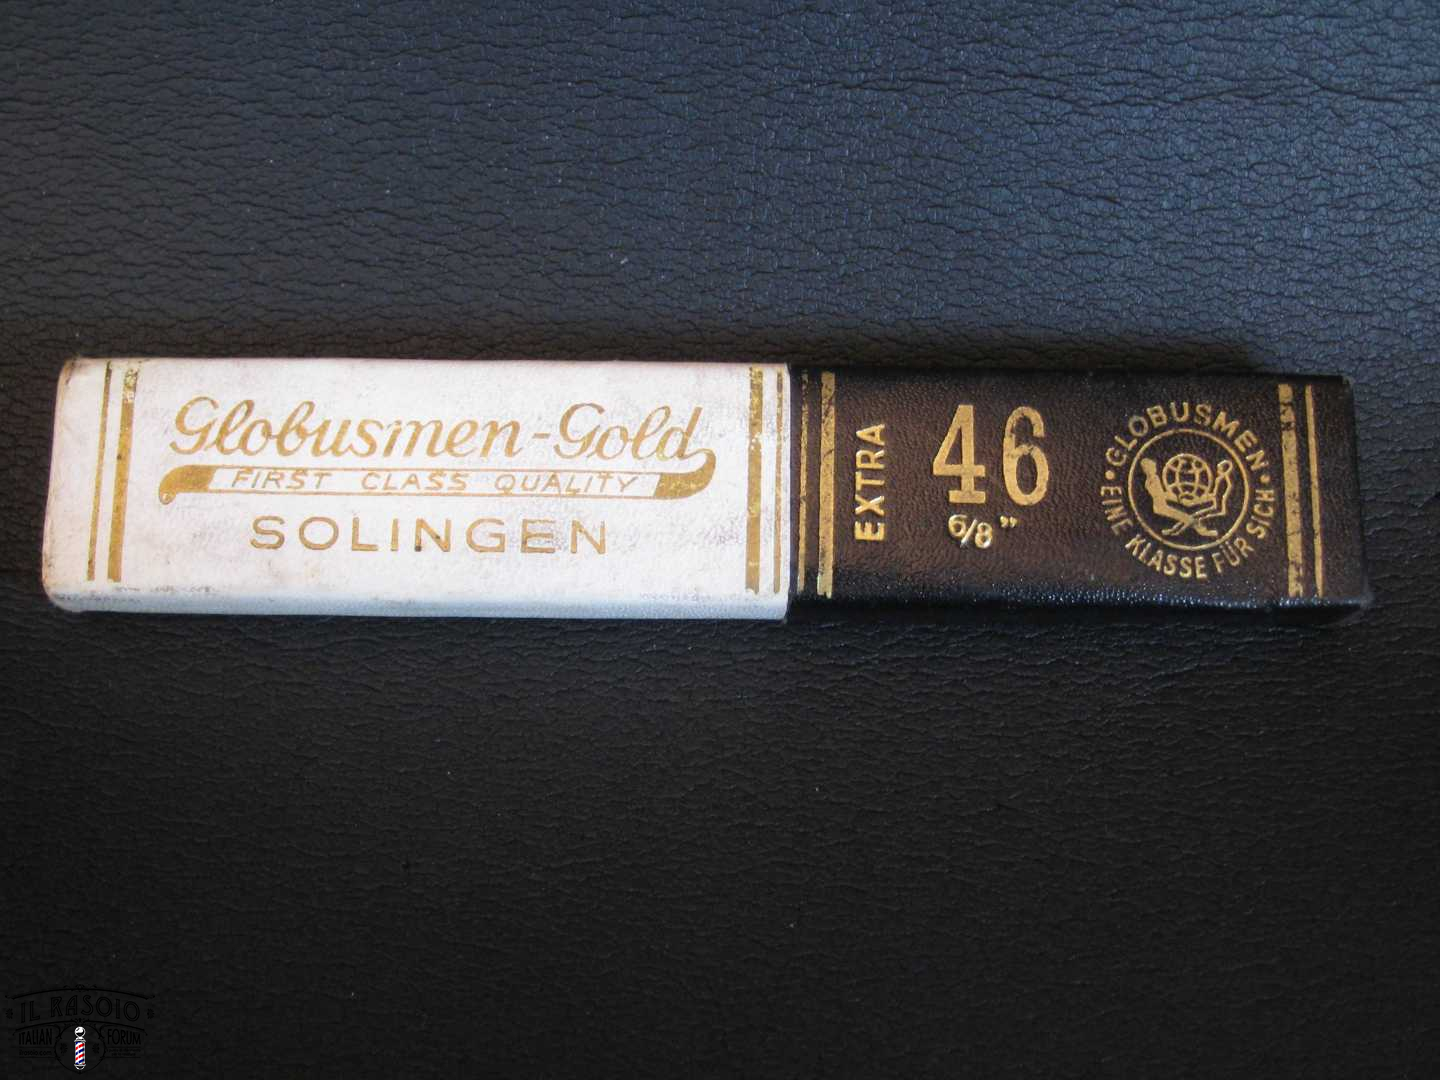 Globusmen-Gold
FIRST CLASS QUALITY
SOLINGEN
EXTRA
46
6/8"
• GLOBUSMEN •
EINE KLASSE FÜR SICH
IL RASOIO
ITALIAN FORUM